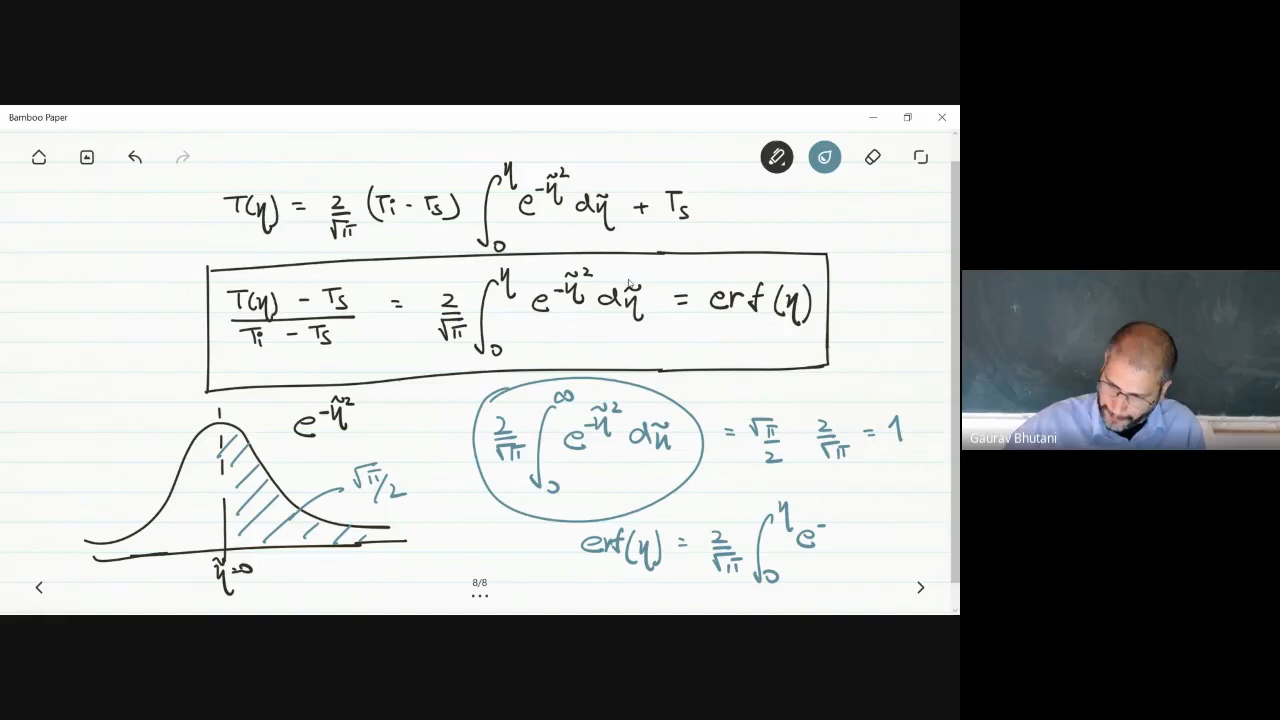 Bamboo Paper
T(η) = 2/√π (Ti - Ts) ∫₀^η e^-η̃² dη̃ + Ts
T(η) - Ts / Ti - Ts = 2/√π ∫₀^η e^-η̃² dη̃ = erf(η)
e^-η̃²
2/√π ∫₀^∞ e^-η̃² dη̃ = √π/2 2/√π = 1
√π/2
erf(η) = 2/√π ∫₀^η e^-
η̃=0
8/8
Gaurav Bhutani